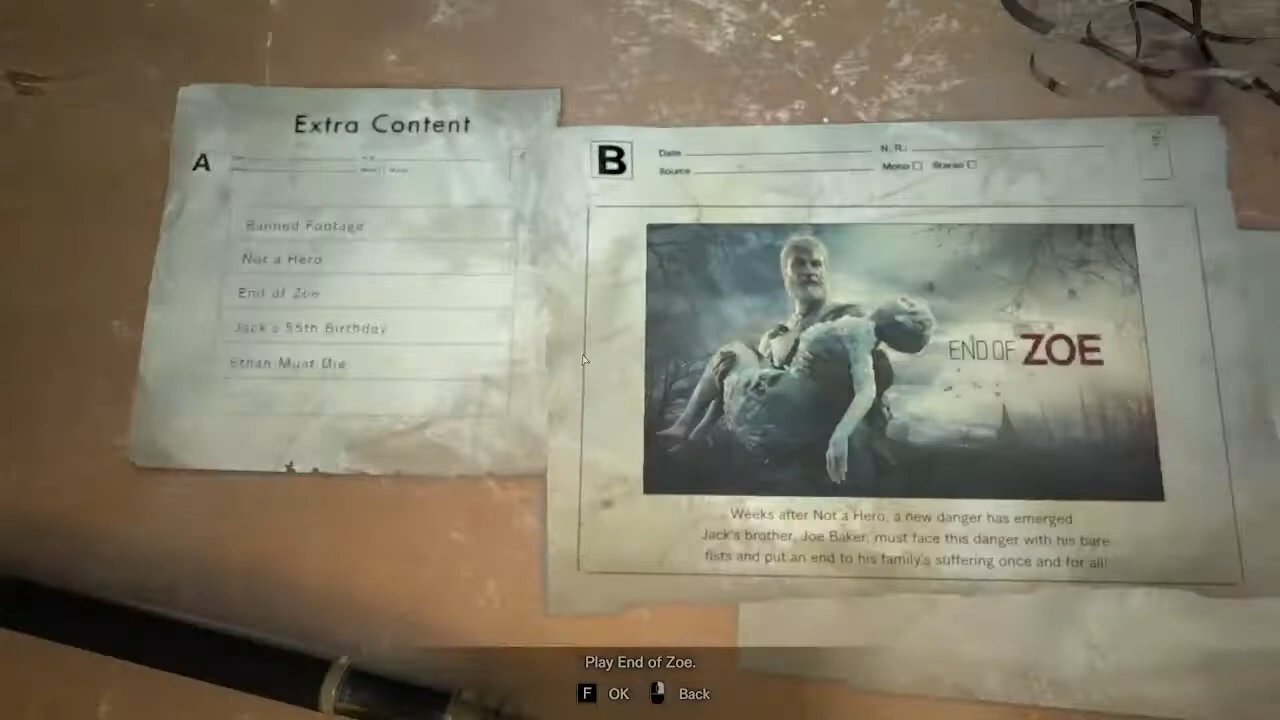 Extra Content
A
Banned Footage
Not a Hero
End of Zoe
Jack's 55th Birthday
Ethan Must Die
B
Date
N. R.:
Source
Mono
Stereo
END OF ZOE
Weeks after Not a Hero, a new danger has emerged
Jack's brother, Joe Baker, must face this danger with his bare
fists and put an end to his family's suffering once and for all!
Play End of Zoe.
F OK Back